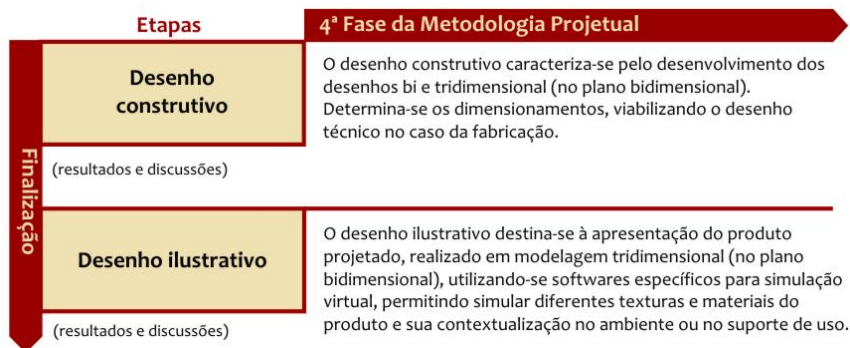 Etapas
4ª Fase da Metodologia Projetual
Finalização
Desenho
construtivo
O desenho construtivo caracteriza-se pelo desenvolvimento dos
desenhos bi e tridimensional (no plano bidimensional).
Determina-se os dimensionamentos, viabilizando o desenho
técnico no caso da fabricação.
(resultados e discussões)
Desenho ilustrativo
O desenho ilustrativo destina-se à apresentação do produto
projetado, realizado em modelagem tridimensional (no plano
bidimensional), utilizando-se softwares específicos para simulação
virtual, permitindo simular diferentes texturas e materiais do
produto e sua contextualização no ambiente ou no suporte de uso.
(resultados e discussões)